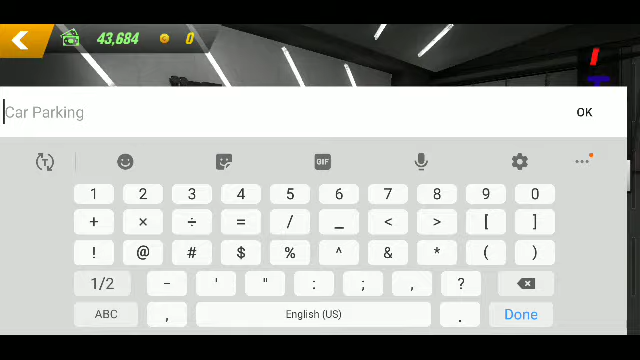 43,684 0
Car Parking OK
GIF
1 2 3 4 5 6 7 8 9 0
+ × ÷ = / _ < > [ ]
! @ # $ % ^ & * ( )
1/2 - ' " : ; , ?
ABC , English (US) . Done